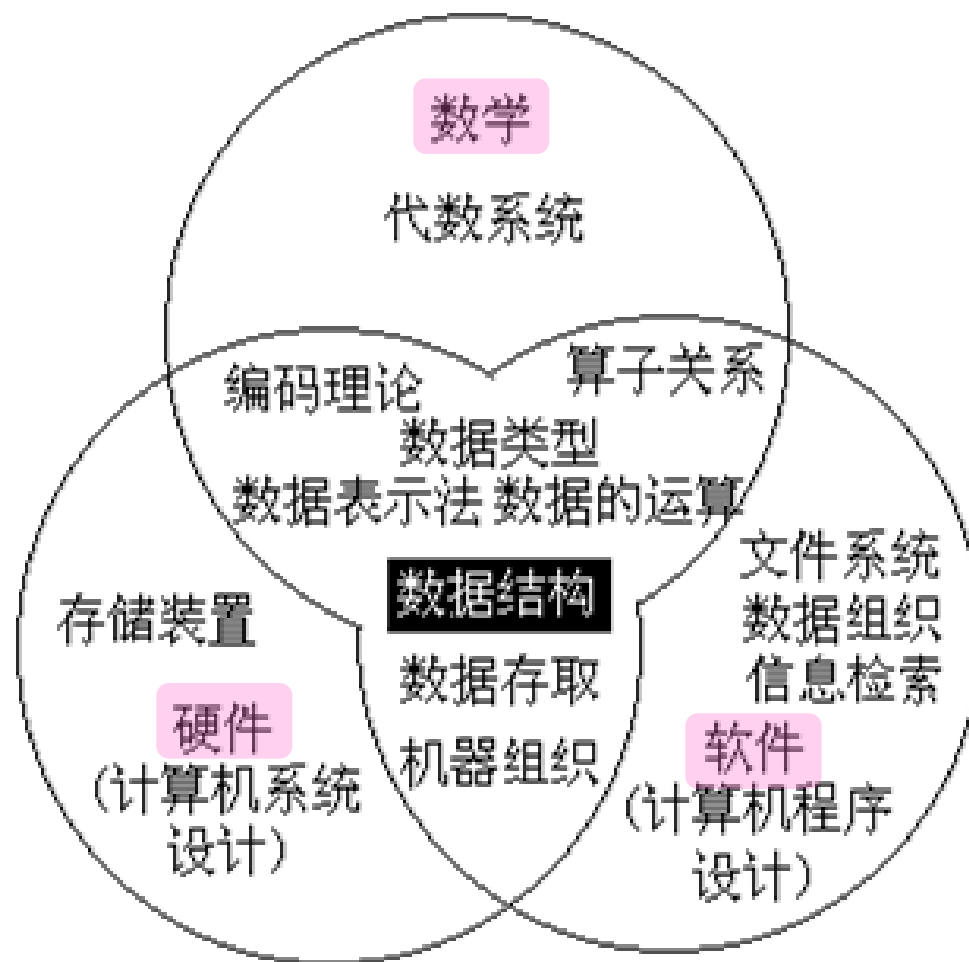 数学
代数系统
编码理论
算子关系
数据类型
数据表示法 数据的运算
数据结构
数据存取
机器组织
存储装置
硬件
(计算机系统
设计)
文件系统
数据组织
信息检索
软件
(计算机程序
设计)